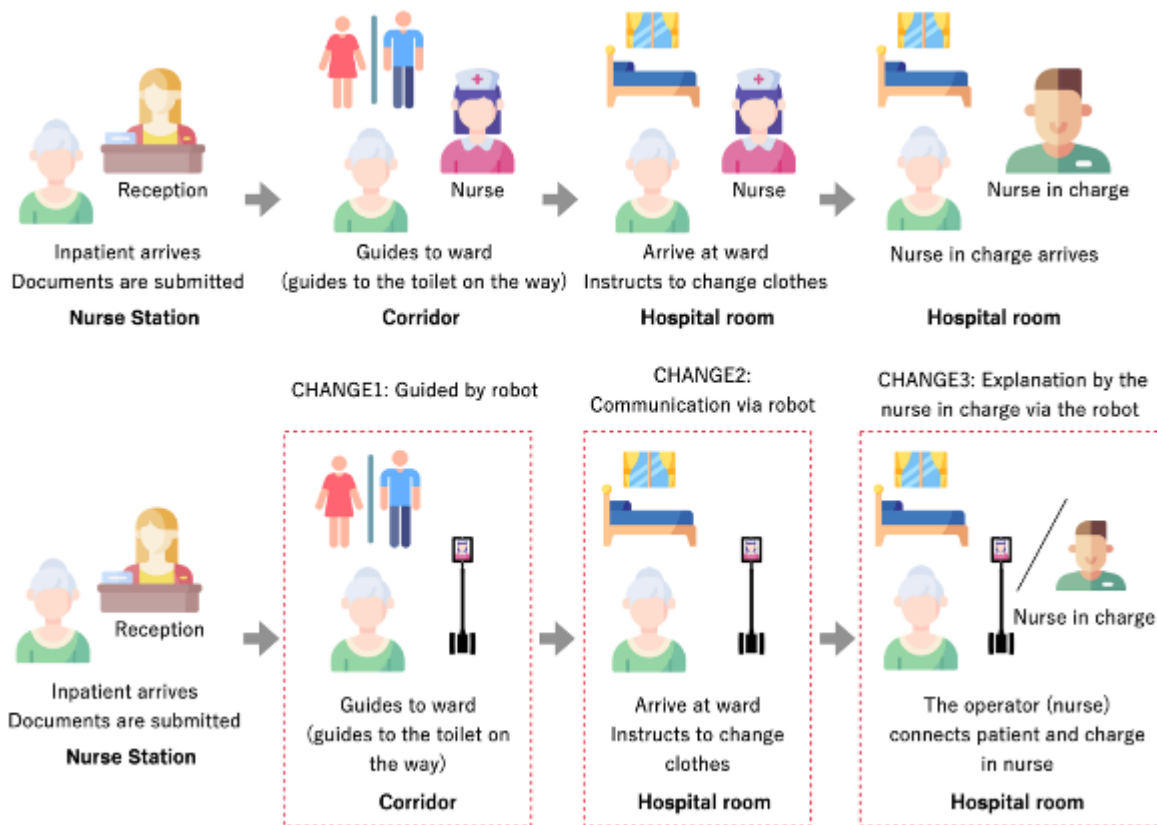 Reception
Inpatient arrives
Documents are submitted
Nurse Station
Nurse
Guides to ward
(guides to the toilet on the way)
Corridor
Nurse
Arrive at ward
Instructs to change clothes
Hospital room
Nurse in charge
Nurse in charge arrives
Hospital room
Reception
Inpatient arrives
Documents are submitted
Nurse Station
CHANGE1: Guided by robot
Guides to ward
(guides to the toilet on
the way)
Corridor
CHANGE2:
Communication via robot
Arrive at ward
Instructs to change
clothes
Hospital room
CHANGE3: Explanation by the
nurse in charge via the robot
Nurse in charge
The operator (nurse)
connects patient and charge
in nurse
Hospital room